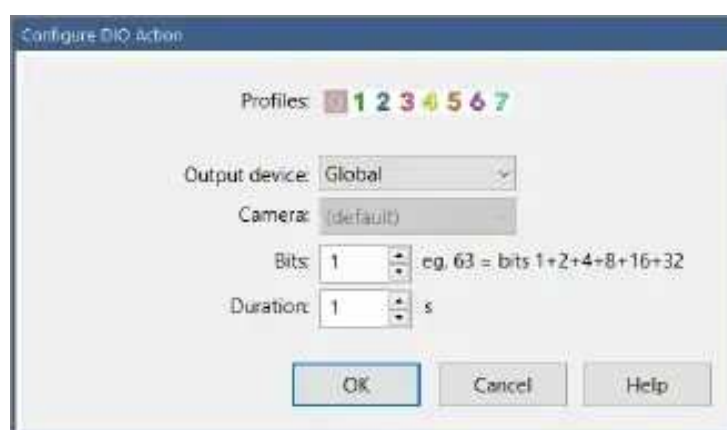 Configure DIO Action
Profiles: 0 1 2 3 4 5 6 7
Output device: Global
Camera: (default)
Bits: 1 eg, 63 = bits 1+2+4+8+16+32
Duration: 1 s
OK Cancel Help